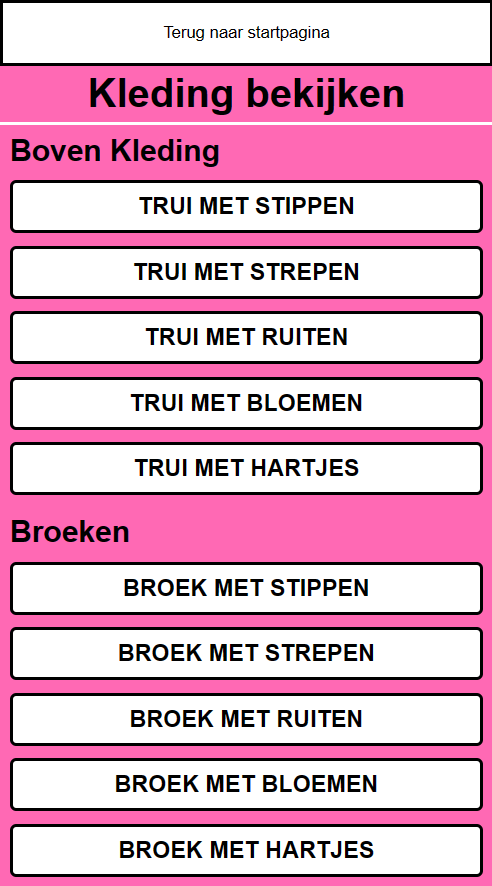 Terug naar startpagina
Kleding bekijken
Boven Kleding
TRUI MET STIPPEN
TRUI MET STREPEN
TRUI MET RUITEN
TRUI MET BLOEMEN
TRUI MET HARTJES
Broeken
BROEK MET STIPPEN
BROEK MET STREPEN
BROEK MET RUITEN
BROEK MET BLOEMEN
BROEK MET HARTJES